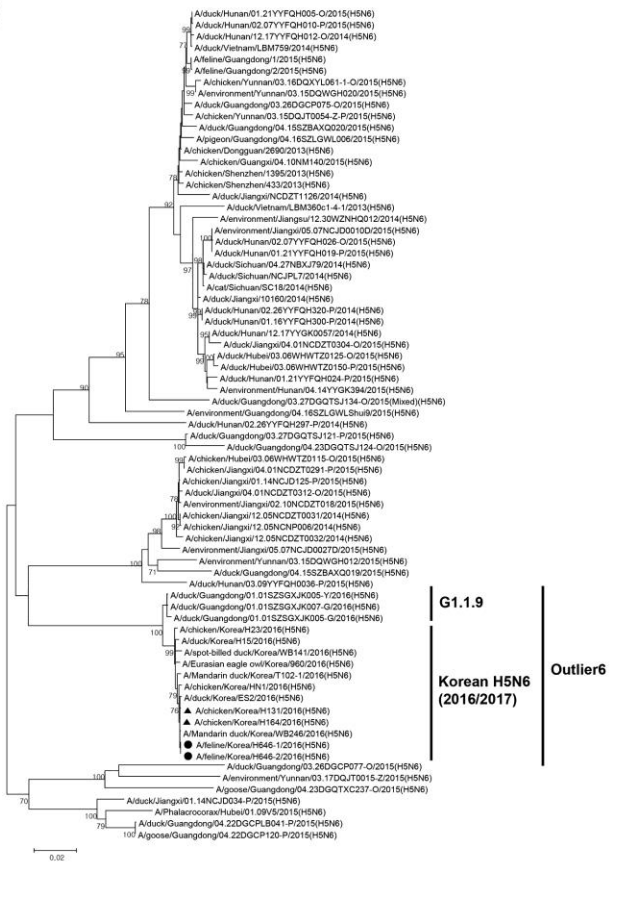 A/duck/Hunan/01.21YYFQH005-O/2015(H5N6)
A/duck/Hunan/02.07YYFQH010-P/2015(H5N6)
A/duck/Hunan/12.17YYFQH012-O/2014(H5N6)
A/duck/Vietnam/LBM759/2014(H5N6)
A/feline/Guangdong/1/2015(H5N6)
A/feline/Guangdong/2/2015(H5N6)
A/chicken/Yunnan/03.16DQXYL061-1-O/2015(H5N6)
A/environment/Yunnan/03.15DQWGH020/2015(H5N6)
A/duck/Guangdong/03.26DGCP075-O/2015(H5N6)
A/chicken/Yunnan/03.15DQJT0054-Z-P/2015(H5N6)
A/duck/Guangdong/04.15SZBAXQ020/2015(H5N6)
A/pigeon/Guangdong/04.16SZLGWL006/2015(H5N6)
A/chicken/Dongguan/2690/2013(H5N6)
A/chicken/Guangxi/04.10NM140/2015(H5N6)
A/chicken/Shenzhen/1395/2013(H5N6)
A/chicken/Shenzhen/433/2013(H5N6)
A/duck/Jiangxi/NCDZT1126/2014(H5N6)
A/duck/Vietnam/LBM360c1-4-1/2013(H5N6)
A/environment/Jiangsu/12.30WZNHQ012/2014(H5N6)
A/environment/Jiangxi/05.07NCJD0010D/2015(H5N6)
A/duck/Hunan/02.07YYFQH026-O/2015(H5N6)
A/duck/Hunan/01.21YYFQH019-P/2015(H5N6)
A/duck/Sichuan/04.27NBXJ79/2014(H5N6)
A/duck/Sichuan/NCJPL7/2014(H5N6)
A/cat/Sichuan/SC18/2014(H5N6)
A/duck/Jiangxi/10160/2014(H5N6)
A/duck/Hunan/02.26YYFQH320-P/2014(H5N6)
A/duck/Hunan/01.16YYFQH300-P/2014(H5N6)
A/duck/Hunan/12.17YYGK0057/2014(H5N6)
A/duck/Jiangxi/04.01NCDZT0304-O/2015(H5N6)
A/duck/Hubei/03.06WHWTZ0125-O/2015(H5N6)
A/duck/Hubei/03.06WHWTZ0150-P/2015(H5N6)
A/duck/Hunan/01.21YYFQH024-P/2015(H5N6)
A/environment/Hunan/04.14YYGK394/2015(H5N6)
A/duck/Guangdong/03.27DGQTSJ134-O/2015(Mixed)(H5N6)
A/environment/Guangdong/04.16SZLGWLShui9/2015(H5N6)
A/duck/Hunan/02.26YYFQH297-P/2014(H5N6)
A/duck/Guangdong/03.27DGQTSJ121-P/2015(H5N6)
A/duck/Guangdong/04.23DGQTSJ124-O/2015(H5N6)
A/chicken/Hubei/03.06WHWTZ0115-O/2015(H5N6)
A/chicken/Jiangxi/04.01NCDZT0291-P/2015(H5N6)
A/chicken/Jiangxi/01.14NCJD125-P/2015(H5N6)
A/duck/Jiangxi/04.01NCDZT0312-O/2015(H5N6)
A/environment/Jiangxi/02.10NCDZT018/2015(H5N6)
A/chicken/Jiangxi/12.05NCDZT0031/2014(H5N6)
A/chicken/Jiangxi/12.05NCNP006/2014(H5N6)
A/chicken/Jiangxi/12.05NCDZT0032/2014(H5N6)
A/environment/Jiangxi/05.07NCJD0027D/2015(H5N6)
A/environment/Yunnan/03.15DQWGH012/2015(H5N6)
A/duck/Guangdong/04.15SZBAXQ019/2015(H5N6)
A/duck/Hunan/03.09YYFQH0036-P/2015(H5N6)
A/duck/Guangdong/01.01SZSGXJK005-Y/2016(H5N6)
A/duck/Guangdong/01.01SZSGXJK007-G/2016(H5N6)
A/duck/Guangdong/01.01SZSGXJK005-G/2016(H5N6)
G1.1.9
A/chicken/Korea/H23/2016(H5N6)
A/duck/Korea/H15/2016(H5N6)
A/spot-billed duck/Korea/WB141/2016(H5N6)
A/Eurasian eagle owl/Korea/960/2016(H5N6)
A/Mandarin duck/Korea/T102-1/2016(H5N6)
A/chicken/Korea/HN1/2016(H5N6)
A/duck/Korea/ES2/2016(H5N6)
A/chicken/Korea/H131/2016(H5N6)
A/chicken/Korea/H164/2016(H5N6)
A/Mandarin duck/Korea/WB246/2016(H5N6)
A/feline/Korea/H646-1/2016(H5N6)
A/feline/Korea/H646-2/2016(H5N6)
Korean H5N6
(2016/2017)
Outlier6
A/duck/Guangdong/03.26DGCP077-O/2015(H5N6)
A/environment/Yunnan/03.17DQJT0015-Z/2015(H5N6)
A/goose/Guangdong/04.23DGQTXC237-O/2015(H5N6)
A/duck/Jiangxi/01.14NCJD034-P/2015(H5N6)
A/Phalacrocorax/Hubei/01.09V5/2015(H5N6)
A/duck/Guangdong/04.22DGCPLB041-P/2015(H5N6)
A/goose/Guangdong/04.22DGCP120-P/2015(H5N6)
92
97
78
95
90
100
98
100
71
100
99
79
76
100
70
100
79
100
0.02